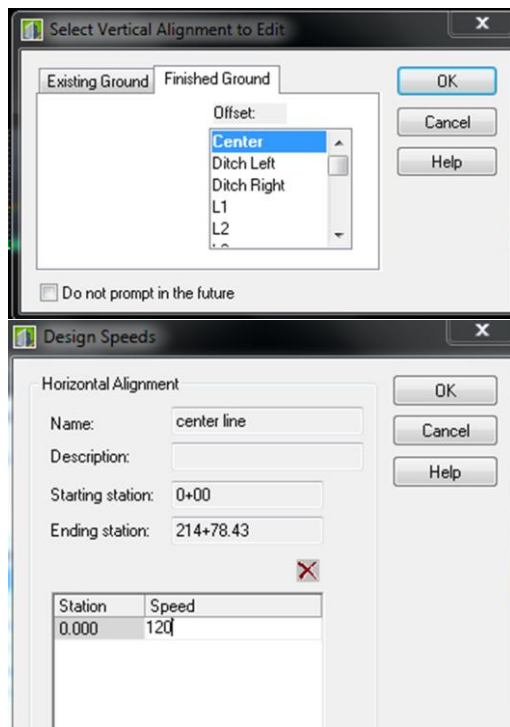 Select Vertical Alignment to Edit
x
Existing Ground Finished Ground
OK
Offset:
Cancel
Center
Ditch Left
Help
Ditch Right
L1
L2
Do not prompt in the future
Design Speeds
x
Horizontal Alignment
OK
Name: center line
Cancel
Description:
Help
Starting station: 0+00
Ending station: 214+78.43
Station Speed
0.000 120